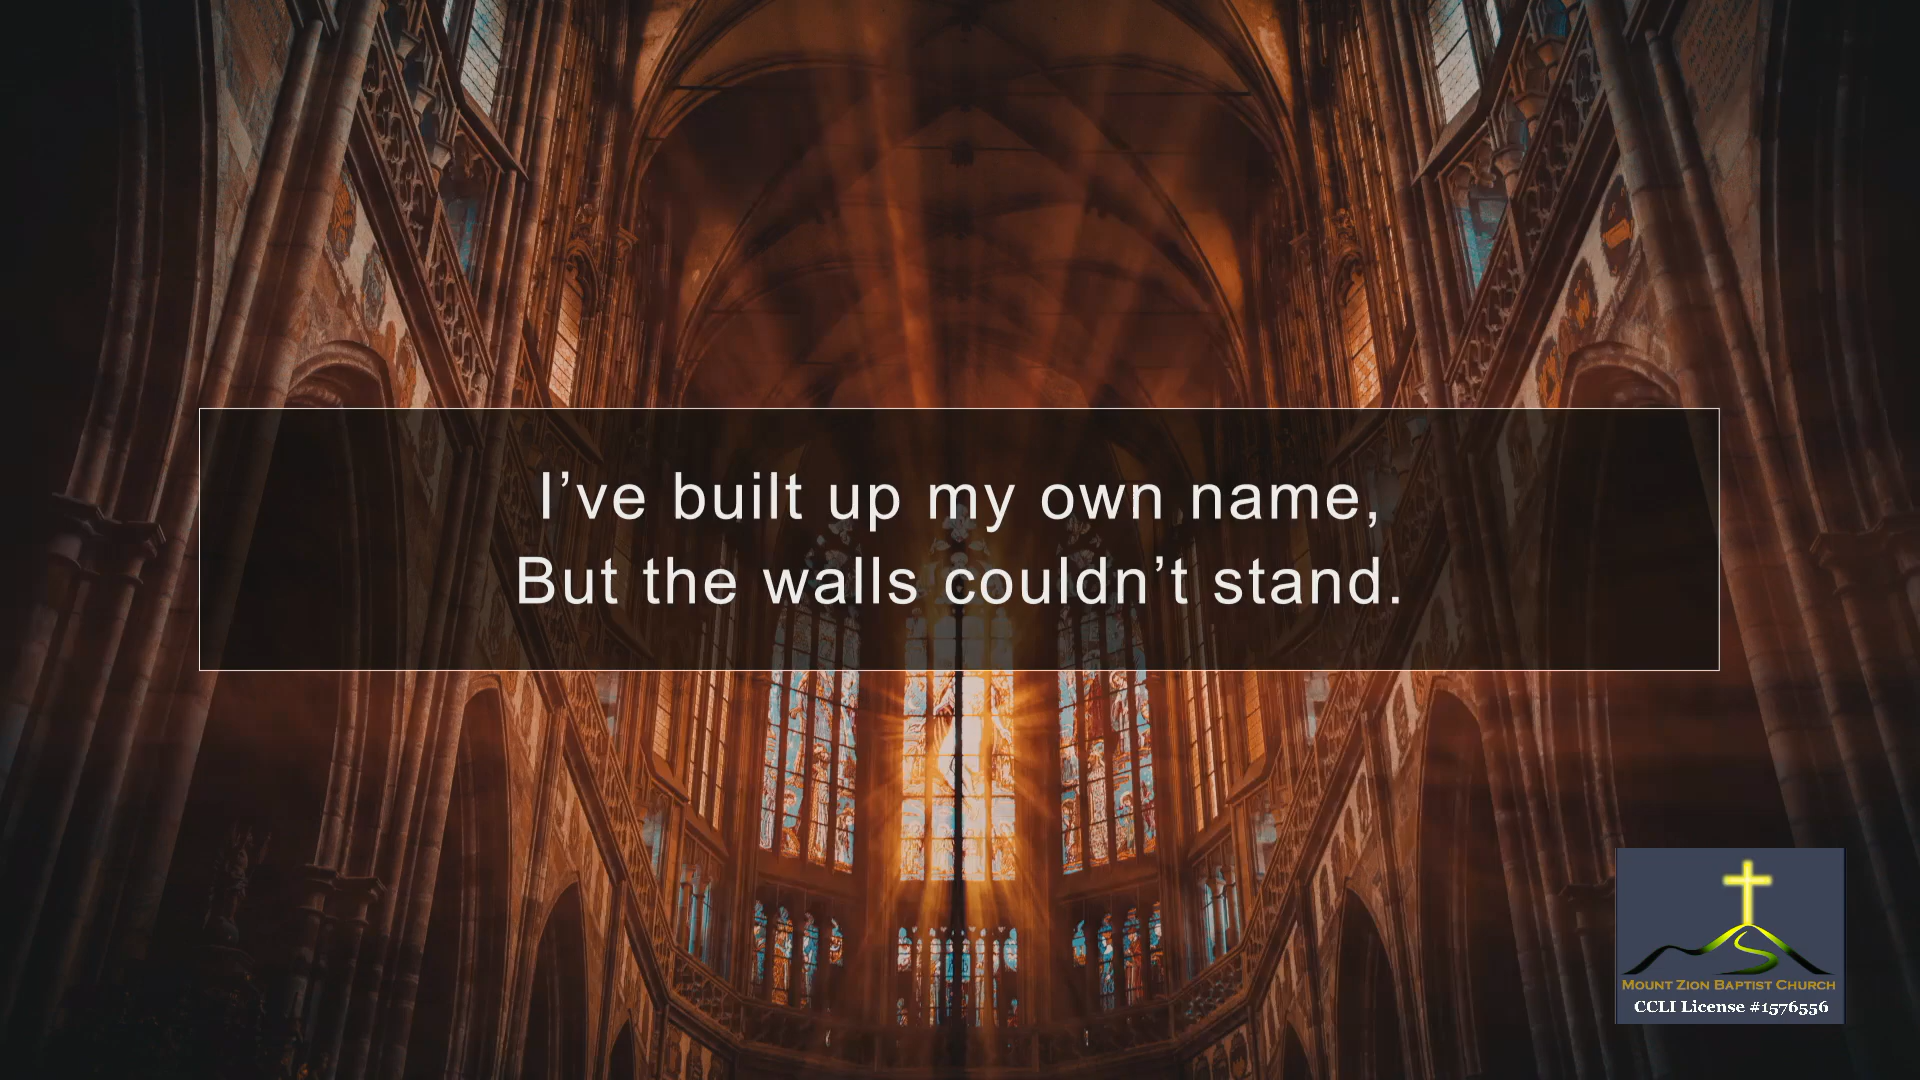 I’ve built up my own name,
But the walls couldn’t stand.
Mount Zion Baptist Church
CCLI License #1576556